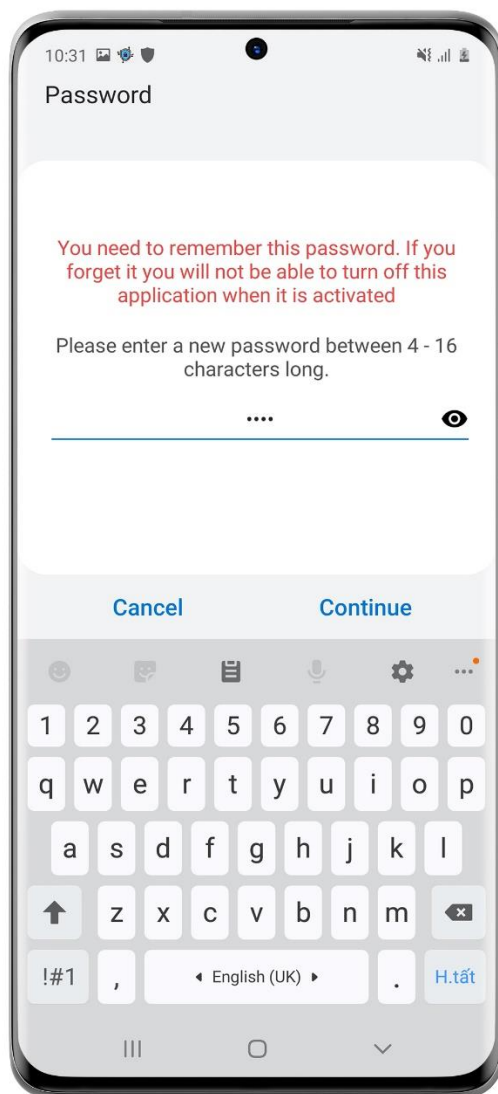 10:31
Password
You need to remember this password. If you
forget it you will not be able to turn off this
application when it is activated
Please enter a new password between 4 - 16
characters long.
••••
Cancel Continue
1 2 3 4 5 6 7 8 9 0
q w e r t y u i o p
a s d f g h j k l
z x c v b n m
!#1 , English (UK) . H.tất